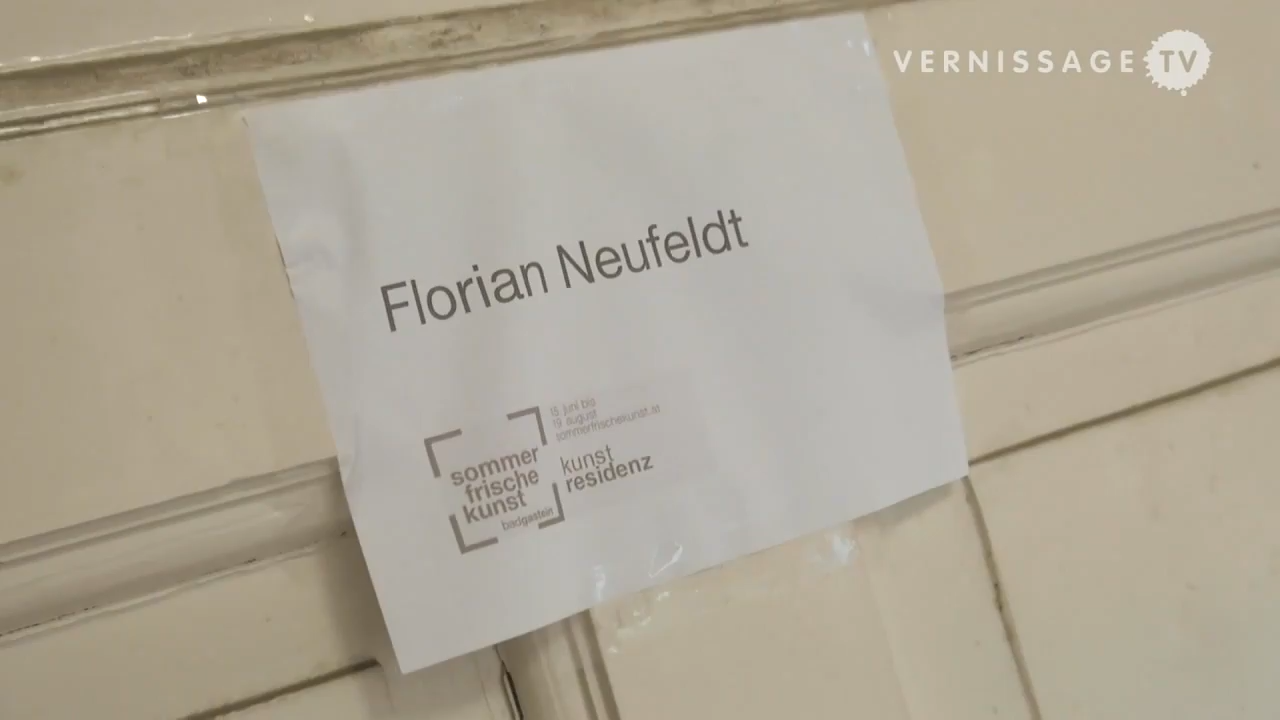 VERNISSAGE TV
Florian Neufeldt
15. juni bis
19. august
sommerfrischekunst.at
sommer
frische
kunst
badgastein
kunst
residenz